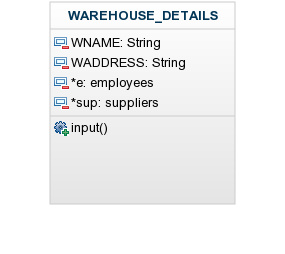 WAREHOUSE_DETAILS
WNAME: String
WADDRESS: String
*e: employees
*sup: suppliers
input()